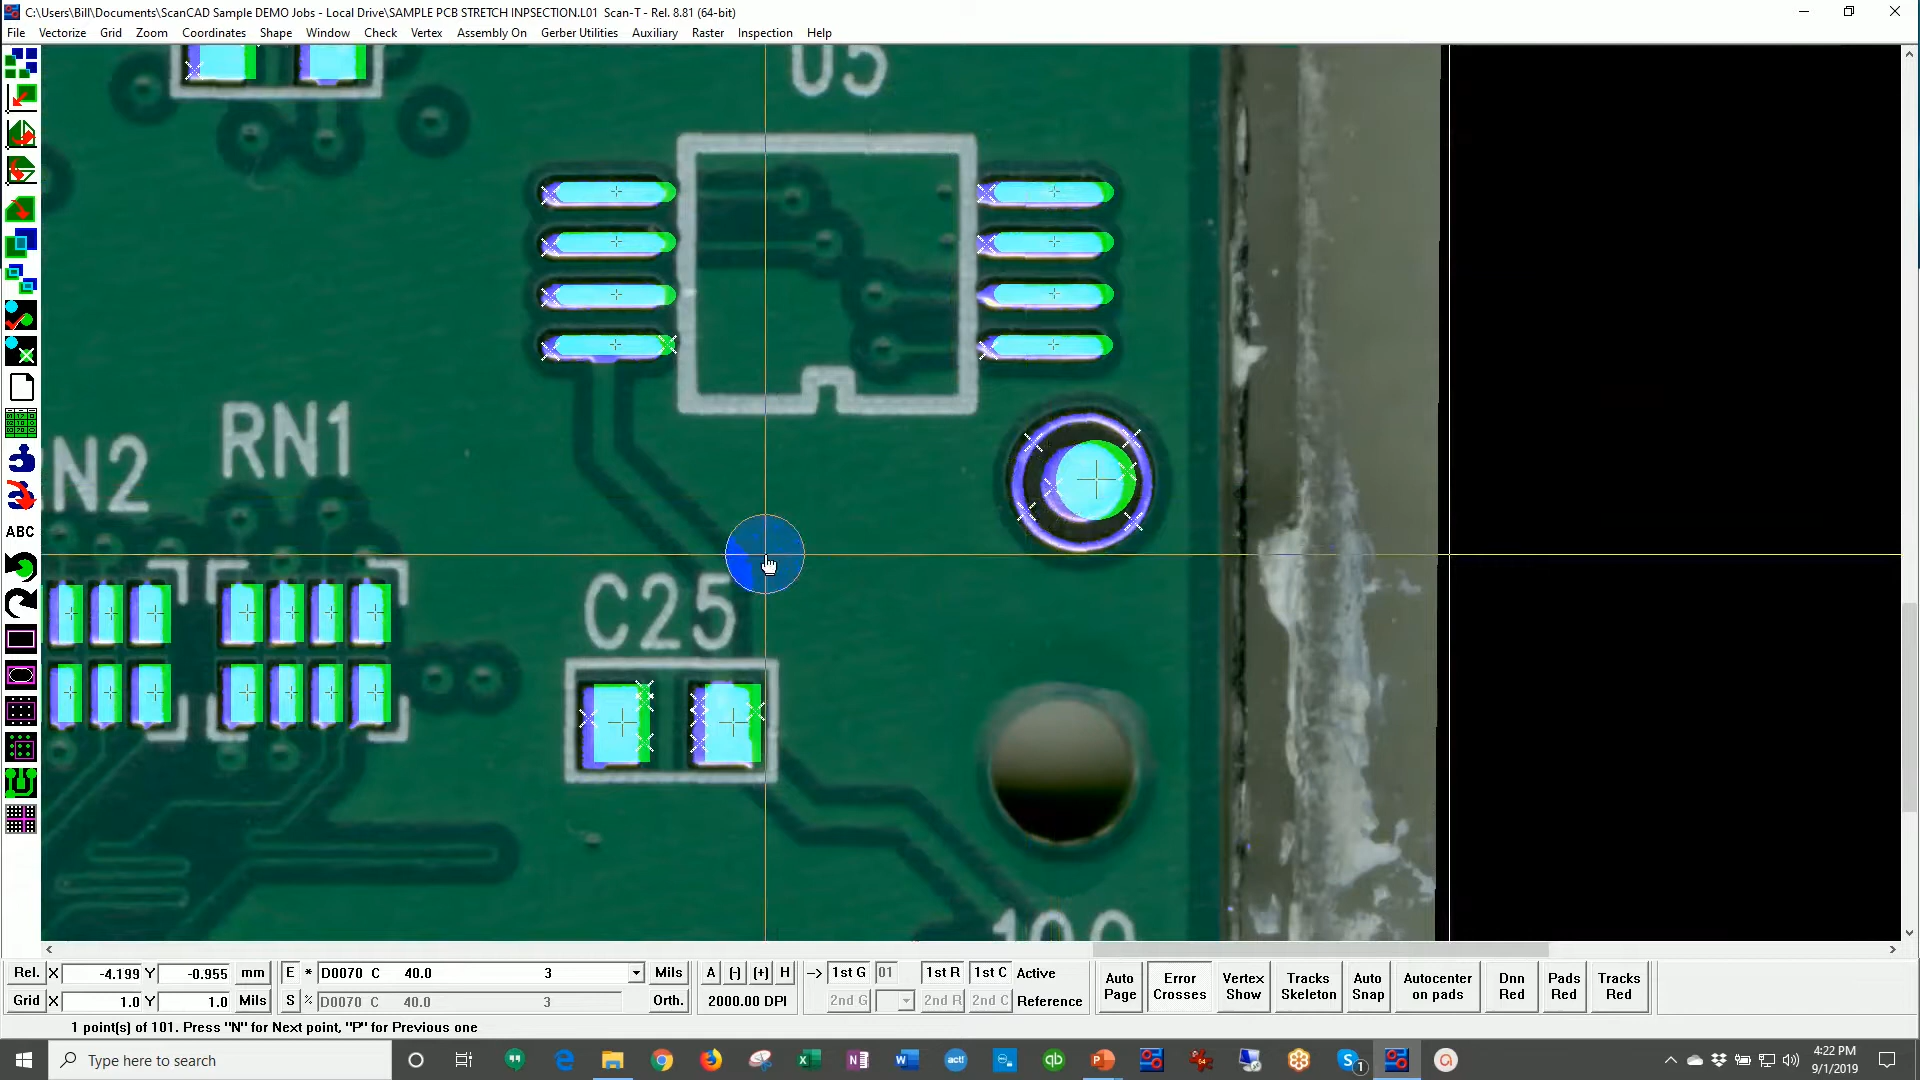 C:\Users\Bill\Documents\ScanCAD Sample DEMO Jobs - Local Drive\SAMPLE PCB STRETCH INPSECTION.L01 Scan-T - Rel. 8.81 (64-bit)
File Vectorize Grid Zoom Coordinates Shape Window Check Vertex Assembly On Gerber Utilities Auxiliary Raster Inspection Help
U5
RN1
N2
ABC
C25
100
Rel. X -4.199 Y -0.955 mm E * D0070 C 40.0 3 Mils A (-) (+) H -> 1st G 01 1st R 1st C Active
Grid X 1.0 Y 1.0 Mils S % D0070 C 40.0 3 Orth. 2000.00 DPI 2nd G 2nd R 2nd C Reference
Auto Page Error Crosses Vertex Show Tracks Skeleton Auto Snap Autocenter on pads Dnn Red Pads Red Tracks Red
1 point(s) of 101. Press "N" for Next point, "P" for Previous one
Type here to search
act!
qb
1
4:22 PM
9/1/2019